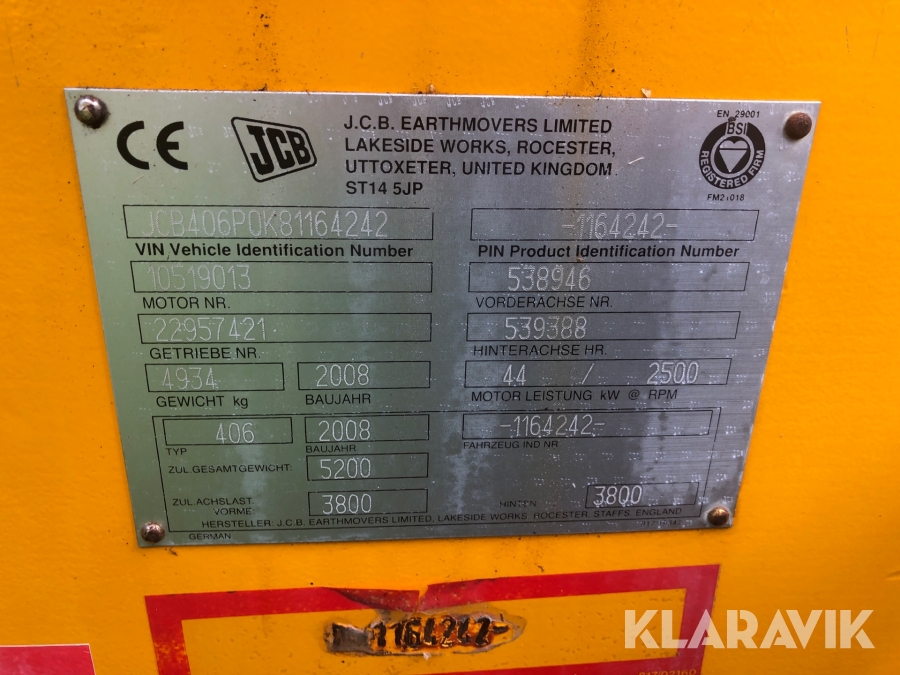 CE JCB
J.C.B. EARTHMOVERS LIMITED
LAKESIDE WORKS, ROCESTER,
UTTOXETER, UNITED KINGDOM
ST14 5JP
EN 29001
BSI
REGISTERED FIRM
FM21018
JCB406POK81164242 -1164242-
VIN Vehicle Identification Number PIN Product Identification Number
10519013 538946
MOTOR NR. VORDERACHSE NR.
22957421 539388
GETRIEBE NR. HINTERACHSE HR.
4934 2008 44 / 2500
GEWICHT kg BAUJAHR MOTOR LEISTUNG kW @ RPM
406 2008 -1164242-
TYP BAUJAHR FAHRZEUG IND NR
ZUL.GESAMTGEWICHT: 5200
ZUL.ACHSLAST.
VORME: 3800 HINTEN 3800
HERSTELLER: J.C.B. EARTHMOVERS LIMITED, LAKESIDE WORKS, ROCESTER, STAFFS, ENGLAND
GERMAN
1164242-
KLARAVIK